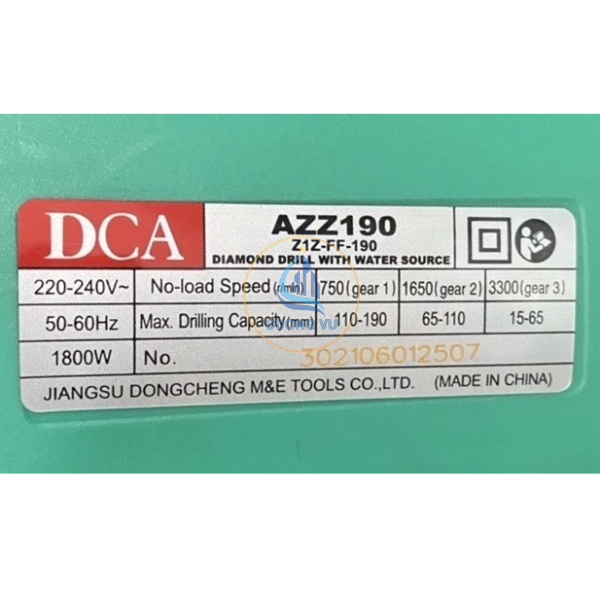 DCA
AZZ190
Z1Z-FF-190
DIAMOND DRILL WITH WATER SOURCE
220-240V~ No-load Speed(r/min) 750(gear 1) 1650(gear 2) 3300(gear 3)
50-60Hz Max. Drilling Capacity(mm) 110-190 65-110 15-65
1800W No. 302106012507
JIANGSU DONGCHENG M&E TOOLS CO.,LTD. (MADE IN CHINA)